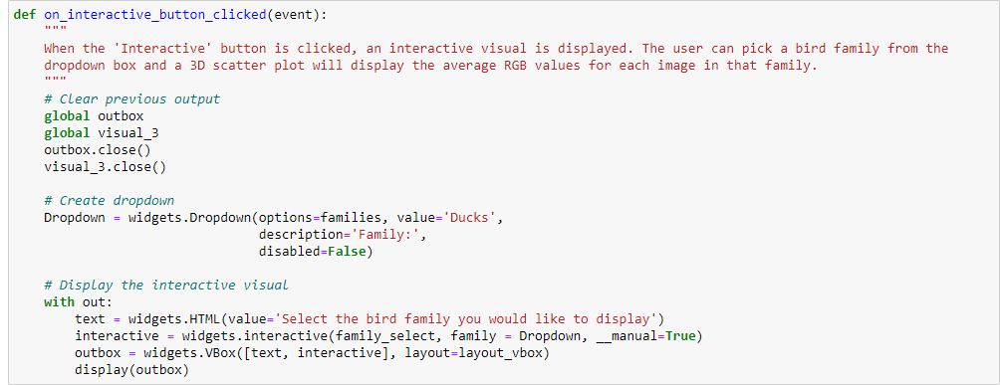 def on_interactive_button_clicked(event):
    """
    When the 'Interactive' button is clicked, an interactive visual is displayed. The user can pick a bird family from the
    dropdown box and a 3D scatter plot will display the average RGB values for each image in that family.
    """
    # Clear previous output
    global outbox
    global visual_3
    outbox.close()
    visual_3.close()

    # Create dropdown
    Dropdown = widgets.Dropdown(options=families, value='Ducks',
                                description='Family:',
                                disabled=False)

    # Display the interactive visual
    with out:
        text = widgets.HTML(value='Select the bird family you would like to display')
        interactive = widgets.interactive(family_select, family = Dropdown, __manual=True)
        outbox = widgets.VBox([text, interactive], layout=layout_vbox)
        display(outbox)